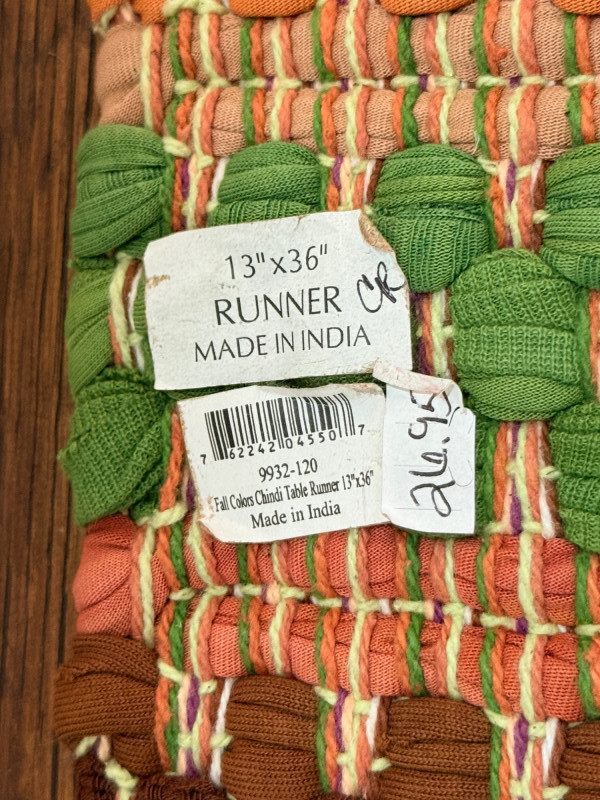 13"x36"
RUNNER CR
MADE IN INDIA
7 62242 04550 7
9932-120
Fall Colors Chindi Table Runner 13"x36"
Made in India
26.95